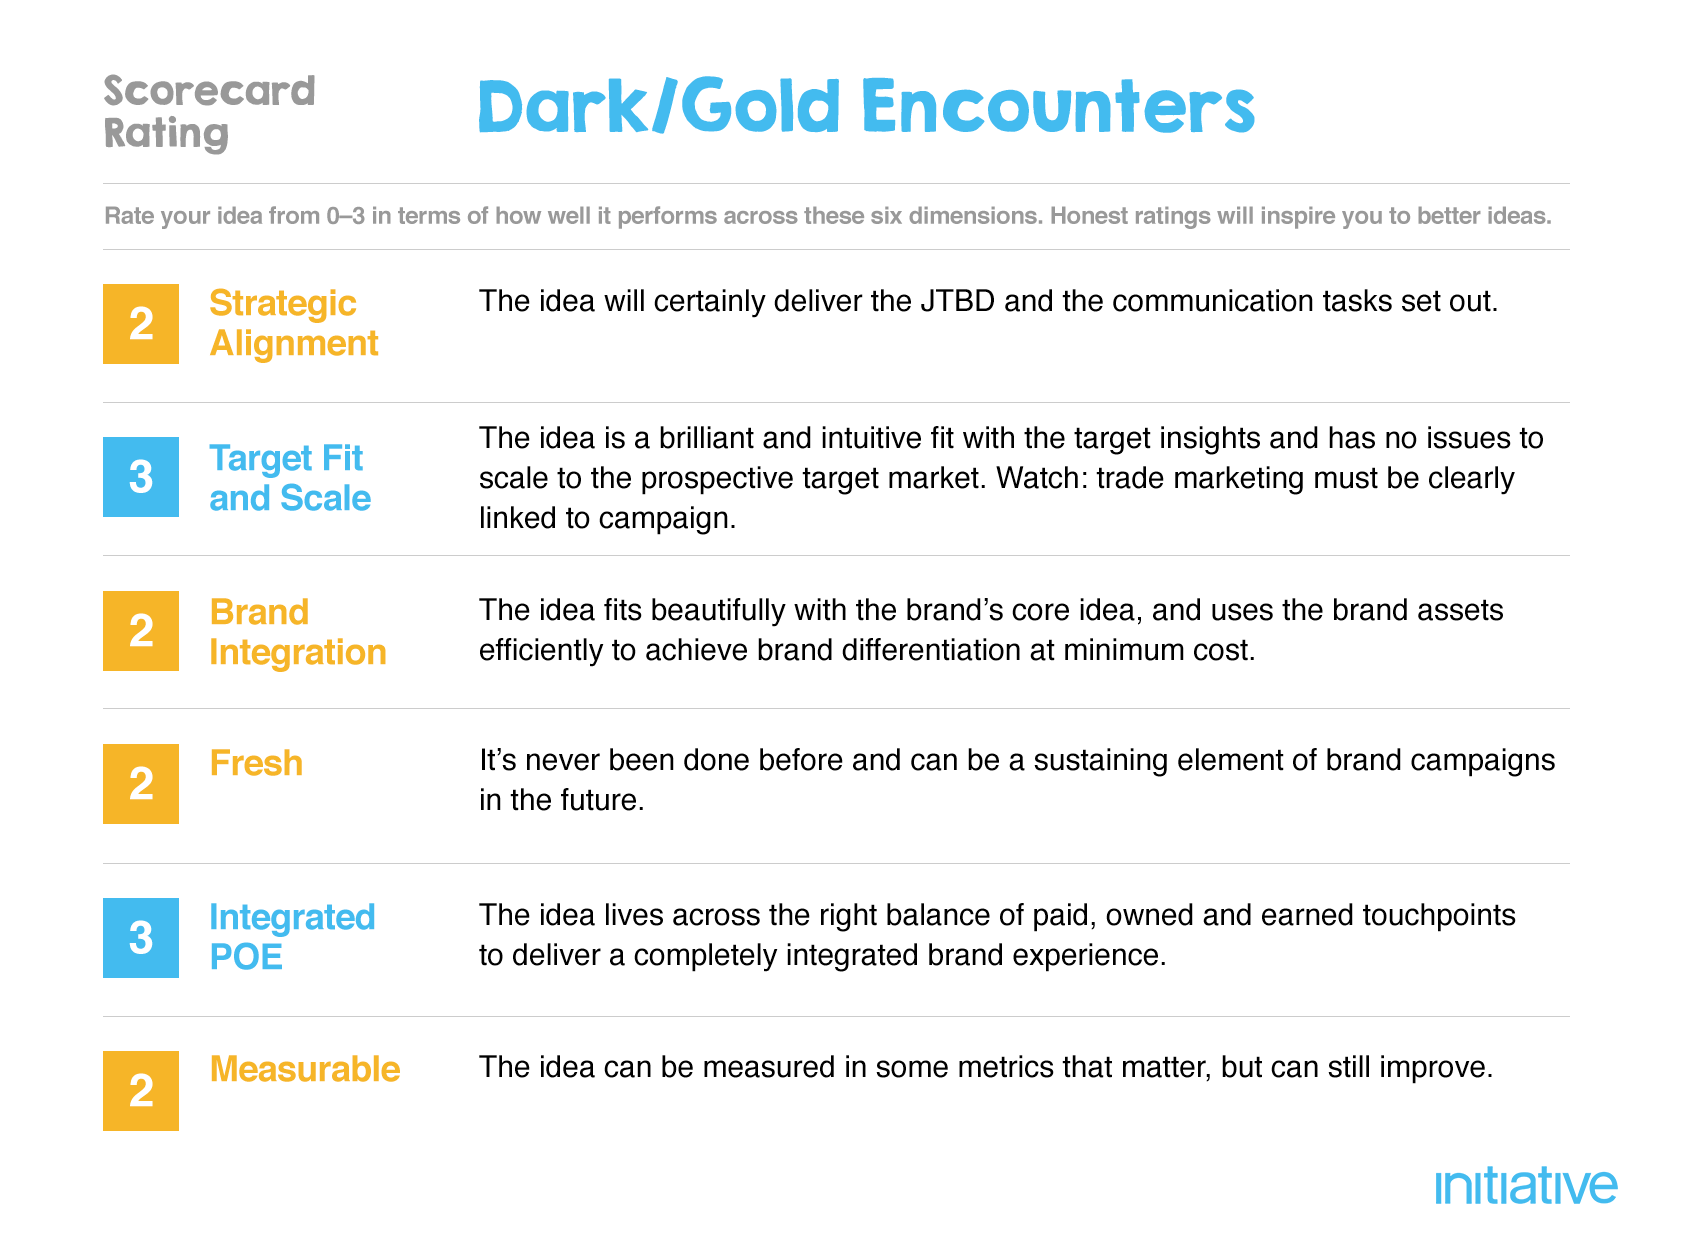 Scorecard
Rating
Dark/Gold Encounters
Rate your idea from 0–3 in terms of how well it performs across these six dimensions. Honest ratings will inspire you to better ideas.
2
Strategic
Alignment
The idea will certainly deliver the JTBD and the communication tasks set out.
3
Target Fit
and Scale
The idea is a brilliant and intuitive fit with the target insights and has no issues to
scale to the prospective target market. Watch: trade marketing must be clearly
linked to campaign.
2
Brand
Integration
The idea fits beautifully with the brand’s core idea, and uses the brand assets
efficiently to achieve brand differentiation at minimum cost.
2
Fresh
It’s never been done before and can be a sustaining element of brand campaigns
in the future.
3
Integrated
POE
The idea lives across the right balance of paid, owned and earned touchpoints
to deliver a completely integrated brand experience.
2
Measurable
The idea can be measured in some metrics that matter, but can still improve.
initiative